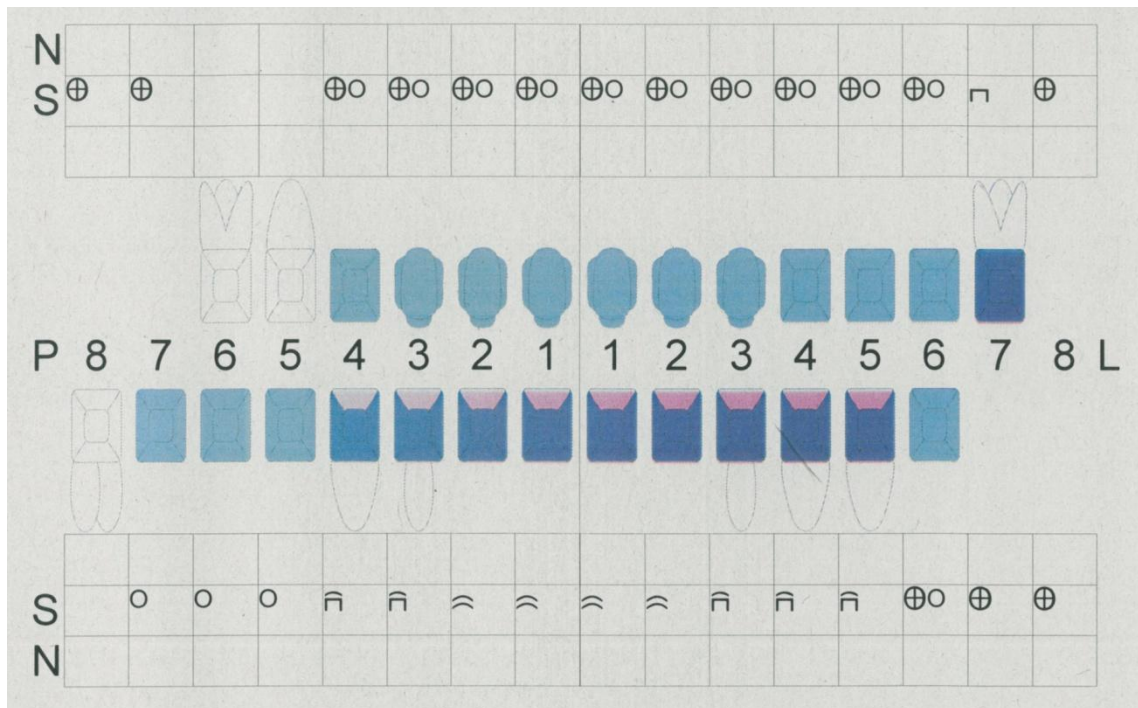 N
S ⊕ ⊕ ⊕O ⊕O ⊕O ⊕O ⊕O ⊕O ⊕O ⊕O ⊕O ⊕O ⊓ ⊕
P 8 7 6 5 4 3 2 1 1 2 3 4 5 6 7 8 L
S O O O ⊓ ⊓ ⌢⌢ ⌢⌢ ⌢⌢ ⌢⌢ ⊓ ⊓ ⊓ ⊕O ⊕ ⊕
N